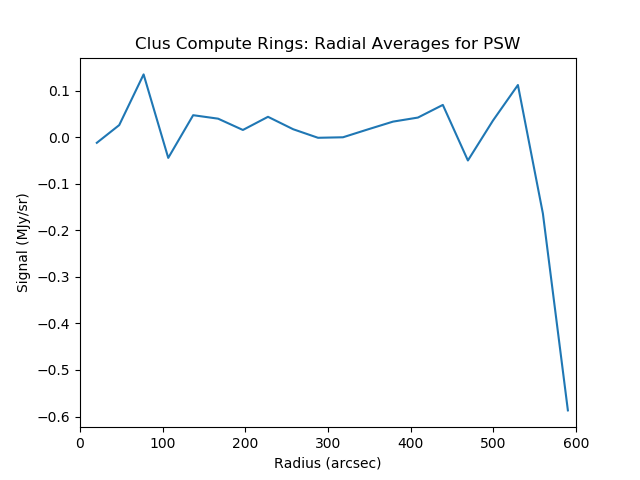 Clus Compute Rings: Radial Averages for PSW
Signal (MJy/sr)
0.1
0.0
−0.1
−0.2
−0.3
−0.4
−0.5
−0.6
0 100 200 300 400 500 600
Radius (arcsec)